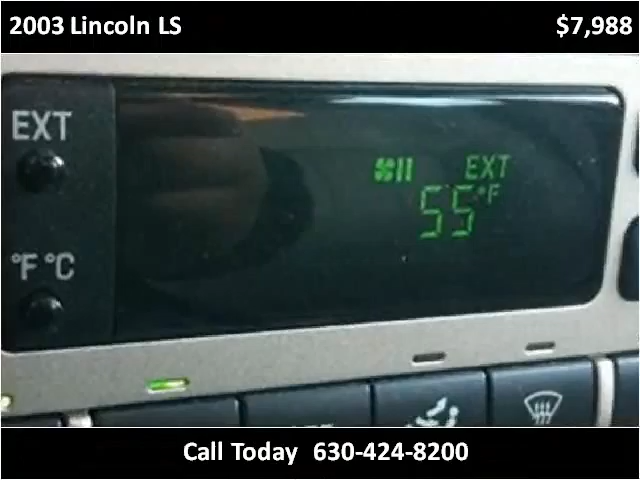 2003 Lincoln LS $7,988
EXT
EXT
55°F
°F °C
Call Today 630-424-8200